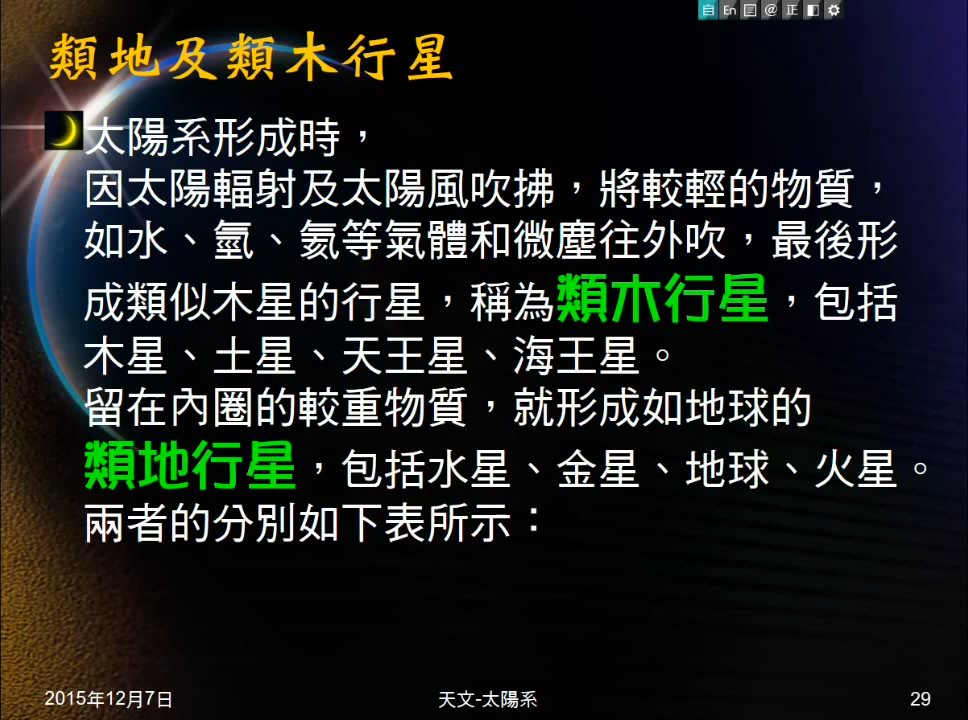 自 En @ 正
類地及類木行星
太陽系形成時，
因太陽輻射及太陽風吹拂，將較輕的物質，
如水、氫、氦等氣體和微塵往外吹，最後形
成類似木星的行星，稱為類木行星，包括
木星、土星、天王星、海王星。
留在內圈的較重物質，就形成如地球的
類地行星，包括水星、金星、地球、火星。
兩者的分別如下表所示：
2015年12月7日
天文-太陽系
29